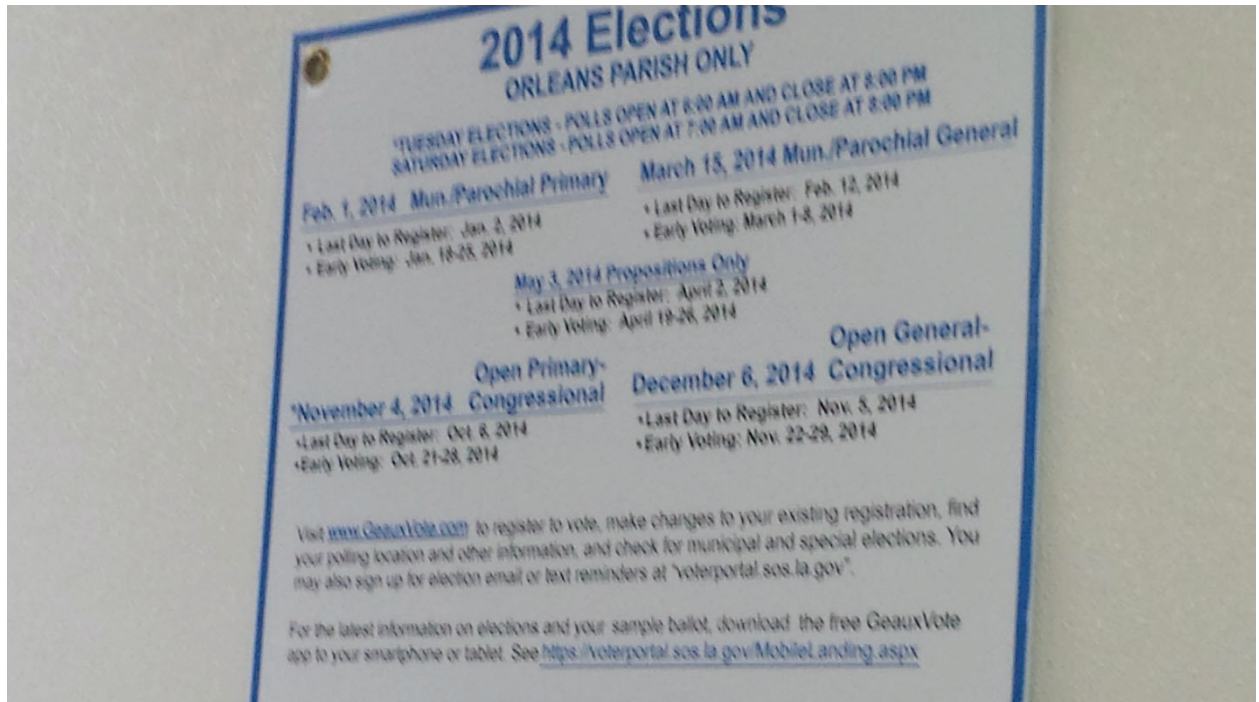 2014 Elections
ORLEANS PARISH ONLY
*TUESDAY ELECTIONS - POLLS OPEN AT 6:00 AM AND CLOSE AT 8:00 PM
SATURDAY ELECTIONS - POLLS OPEN AT 7:00 AM AND CLOSE AT 8:00 PM
Feb. 1, 2014 Mun./Parochial Primary
• Last Day to Register: Jan. 2, 2014
• Early Voting: Jan. 18-25, 2014
March 15, 2014 Mun./Parochial General
• Last Day to Register: Feb. 12, 2014
• Early Voting: March 1-8, 2014
May 3, 2014 Propositions Only
• Last Day to Register: April 2, 2014
• Early Voting: April 19-26, 2014
Open Primary-
*November 4, 2014 Congressional
•Last Day to Register: Oct. 6, 2014
•Early Voting: Oct. 21-28, 2014
Open General-
December 6, 2014 Congressional
•Last Day to Register: Nov. 5, 2014
•Early Voting: Nov. 22-29, 2014
Visit www.GeauxVote.com to register to vote, make changes to your existing registration, find
your polling location and other information, and check for municipal and special elections. You
may also sign up for election email or text reminders at "voterportal.sos.la.gov".
For the latest information on elections and your sample ballot, download the free GeauxVote
app to your smartphone or tablet. See https://voterportal.sos.la.gov/MobileLanding.aspx